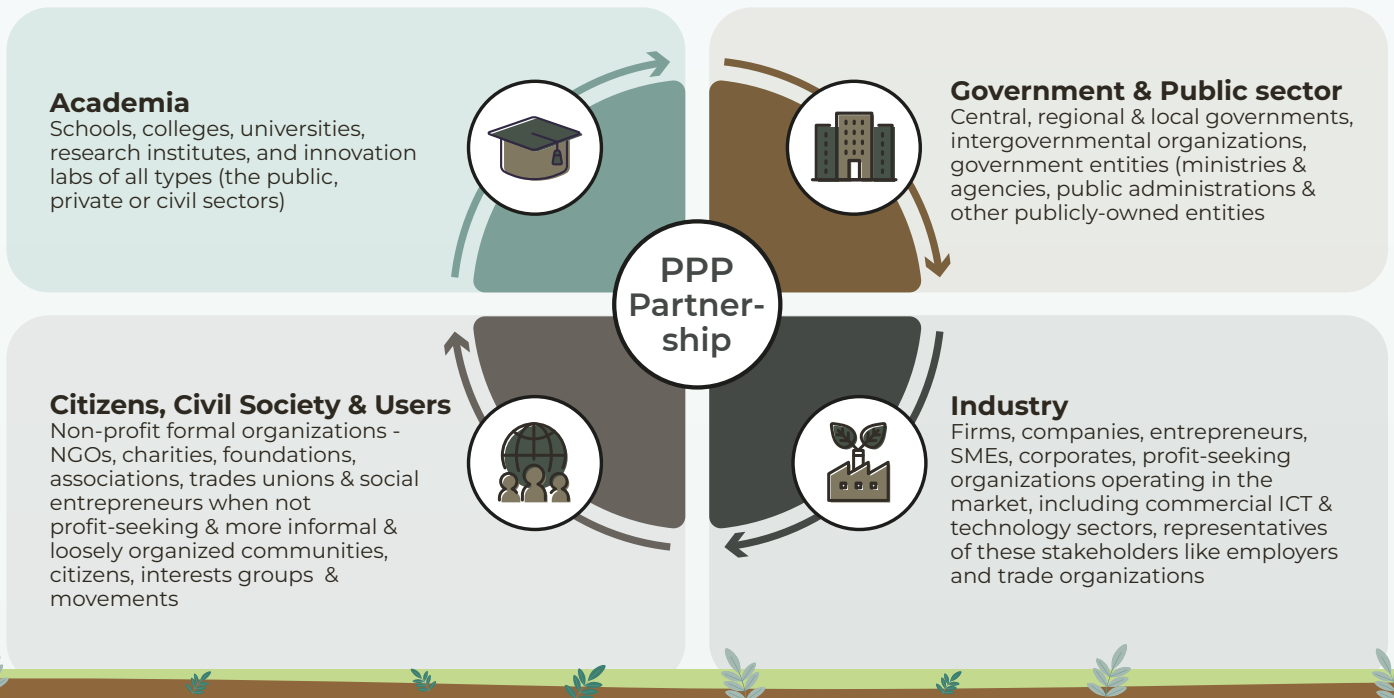 Academia
Schools, colleges, universities,
research institutes, and innovation
labs of all types (the public,
private or civil sectors)
Government & Public sector
Central, regional & local governments,
intergovernmental organizations,
government entities (ministries &
agencies, public administrations &
other publicly-owned entities
PPP
Partner-
ship
Citizens, Civil Society & Users
Non-profit formal organizations -
NGOs, charities, foundations,
associations, trades unions & social
entrepreneurs when not
profit-seeking & more informal &
loosely organized communities,
citizens, interests groups  &
movements
Industry
Firms, companies, entrepreneurs,
SMEs, corporates, profit-seeking
organizations operating in the
market, including commercial ICT &
technology sectors, representatives
of these stakeholders like employers
and trade organizations